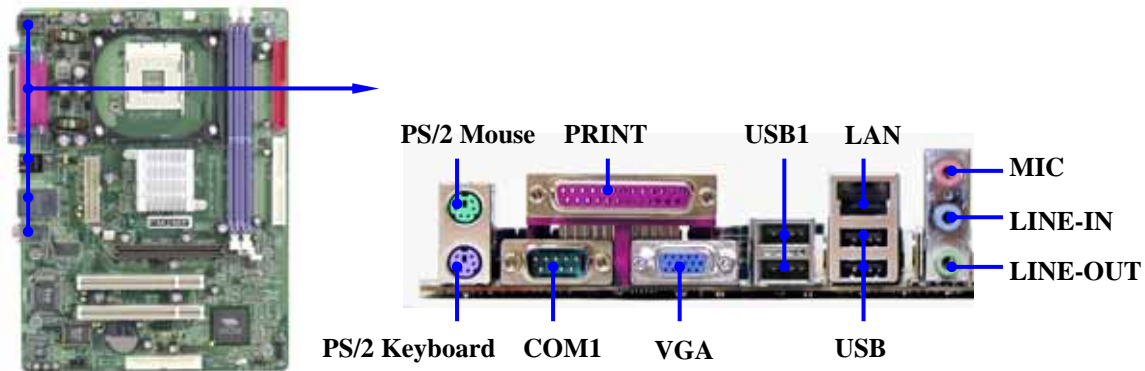 PS/2 Mouse
PRINT
USB1
LAN
MIC
LINE-IN
LINE-OUT
PS/2 Keyboard
COM1
VGA
USB